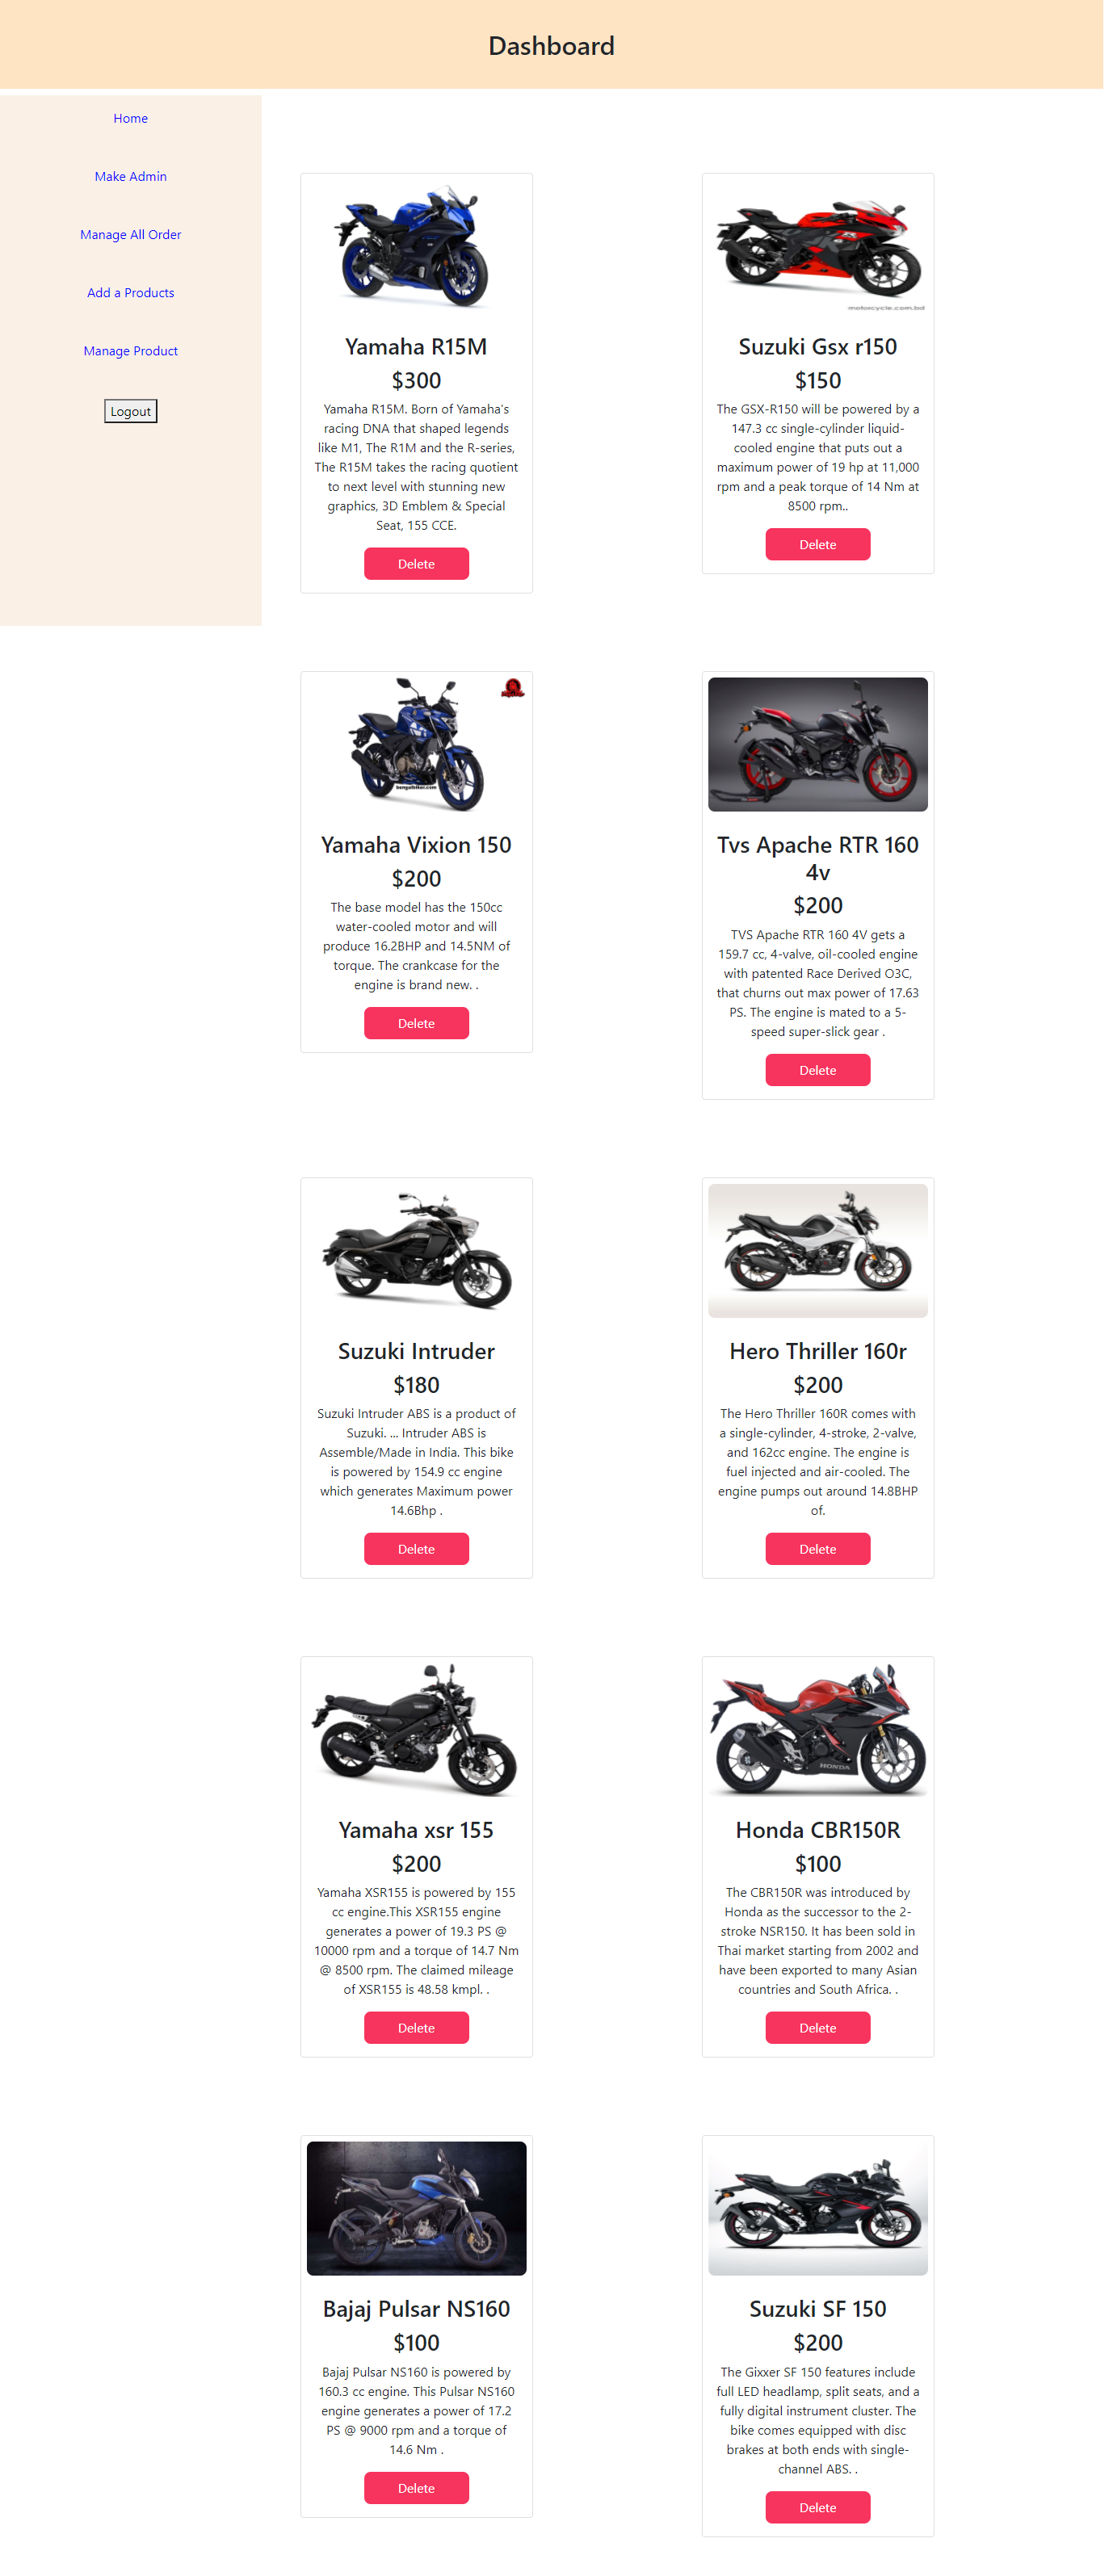 Dashboard
Home
Make Admin
Manage All Order
Add a Products
Manage Product
Logout
motorcycle.com.bd
Yamaha R15M
$300
Yamaha R15M. Born of Yamaha's
racing DNA that shaped legends
like M1, The R1M and the R-series,
The R15M takes the racing quotient
to next level with stunning new
graphics, 3D Emblem & Special
Seat, 155 CCE.
Delete
Suzuki Gsx r150
$150
The GSX-R150 will be powered by a
147.3 cc single-cylinder liquid-
cooled engine that puts out a
maximum power of 19 hp at 11,000
rpm and a peak torque of 14 Nm at
8500 rpm..
Delete
bengalbiker.com
Yamaha Vixion 150
$200
The base model has the 150cc
water-cooled motor and will
produce 16.2BHP and 14.5NM of
torque. The crankcase for the
engine is brand new. .
Delete
Tvs Apache RTR 160
4v
$200
TVS Apache RTR 160 4V gets a
159.7 cc, 4-valve, oil-cooled engine
with patented Race Derived O3C,
that churns out max power of 17.63
PS. The engine is mated to a 5-
speed super-slick gear .
Delete
Suzuki Intruder
$180
Suzuki Intruder ABS is a product of
Suzuki. ... Intruder ABS is
Assemble/Made in India. This bike
is powered by 154.9 cc engine
which generates Maximum power
14.6Bhp .
Delete
Hero Thriller 160r
$200
The Hero Thriller 160R comes with
a single-cylinder, 4-stroke, 2-valve,
and 162cc engine. The engine is
fuel injected and air-cooled. The
engine pumps out around 14.8BHP
of.
Delete
Yamaha xsr 155
$200
Yamaha XSR155 is powered by 155
cc engine.This XSR155 engine
generates a power of 19.3 PS @
10000 rpm and a torque of 14.7 Nm
@ 8500 rpm. The claimed mileage
of XSR155 is 48.58 kmpl. .
Delete
HONDA
Honda CBR150R
$100
The CBR150R was introduced by
Honda as the successor to the 2-
stroke NSR150. It has been sold in
Thai market starting from 2002 and
have been exported to many Asian
countries and South Africa. .
Delete
Bajaj Pulsar NS160
$100
Bajaj Pulsar NS160 is powered by
160.3 cc engine. This Pulsar NS160
engine generates a power of 17.2
PS @ 9000 rpm and a torque of
14.6 Nm .
Delete
Suzuki SF 150
$200
The Gixxer SF 150 features include
full LED headlamp, split seats, and a
fully digital instrument cluster. The
bike comes equipped with disc
brakes at both ends with single-
channel ABS. .
Delete